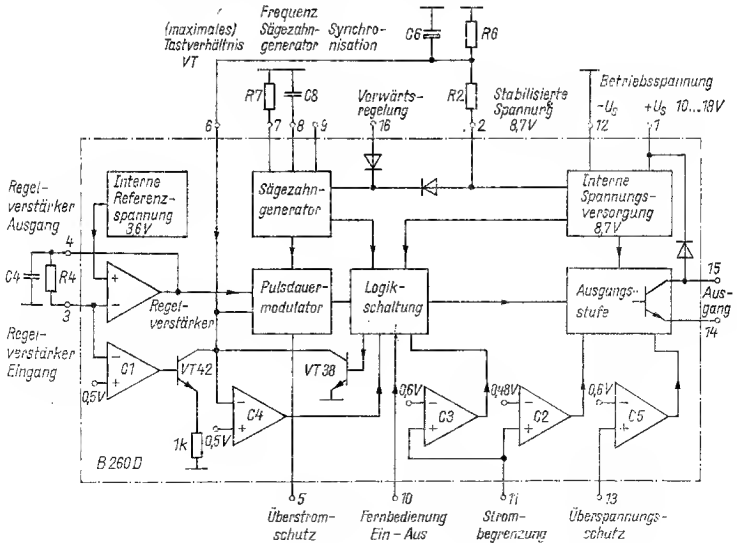 (maximales)
Tastverhältnis
VT
Frequenz
Sägezahn-
generator
Synchro-
nisation
C6
R6
R7
C8
R2
Vorwärts-
regelung
Stabilisierte
Spannung
8,7V
Betriebsspannung
-U_S
+U_S 10...18V
6
7
8
9
16
2
12
1
Regel-
verstärker
Ausgang
4
Interne
Referenz-
spannung
3,6V
Sägezahn-
generator
Interne
Spannungs-
versorgung
8,7V
C4
R4
+
-
3
Regel-
verstärker
Pulsdauer-
modulator
Logik-
schaltung
Ausgangs-
stufe
15
Aus-
gang
14
Regel-
verstärker
Eingang
-
+
C1
0,5V
VT42
1k
-
+
C4
0,5V
VT38
0,6V
-
+
C3
0,48V
-
+
C2
0,6V
-
+
C5
B 260 D
5
Überstrom-
schutz
10
Fernbedienung
Ein-Aus
11
Strom-
begrenzung
13
Überspannungs-
schutz